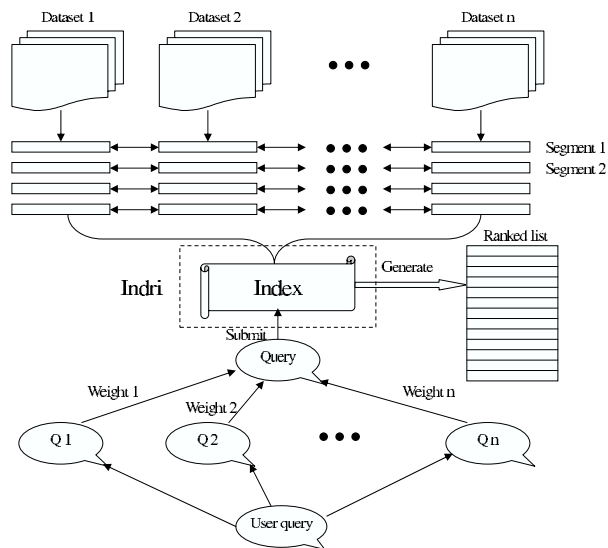 Dataset 1
Dataset 2
Dataset n
Segment 1
Segment 2
Ranked list
Indri
Index
Generate
Submit
Query
Weight 1
Weight 2
Weight n
Q 1
Q 2
Q n
User query